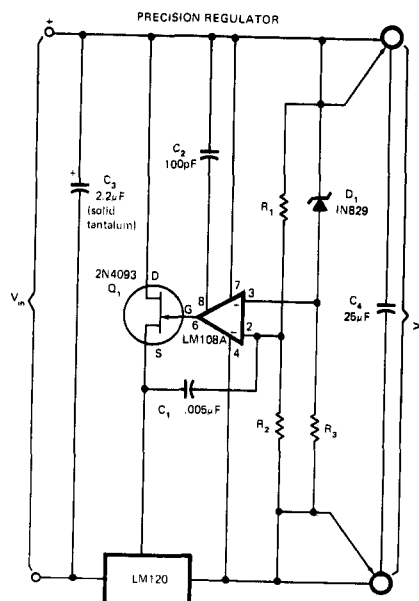 PRECISION REGULATOR
+
C2
100pF
+
C3
2.2µF
(solid
tantalum)
R1
D1
IN829
2N4093
Q1
D
G
S
8
6
7
3
2
4
LM108A
C4
25µF
Vin
V
C1
.005µF
R2
R3
LM120